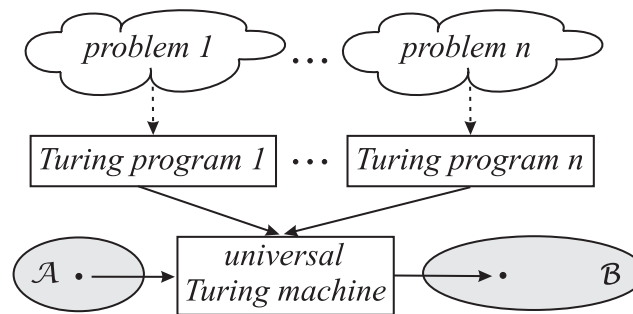 problem 1 ... problem n
Turing program 1 ... Turing program n
universal
Turing machine
𝒜
ℬ